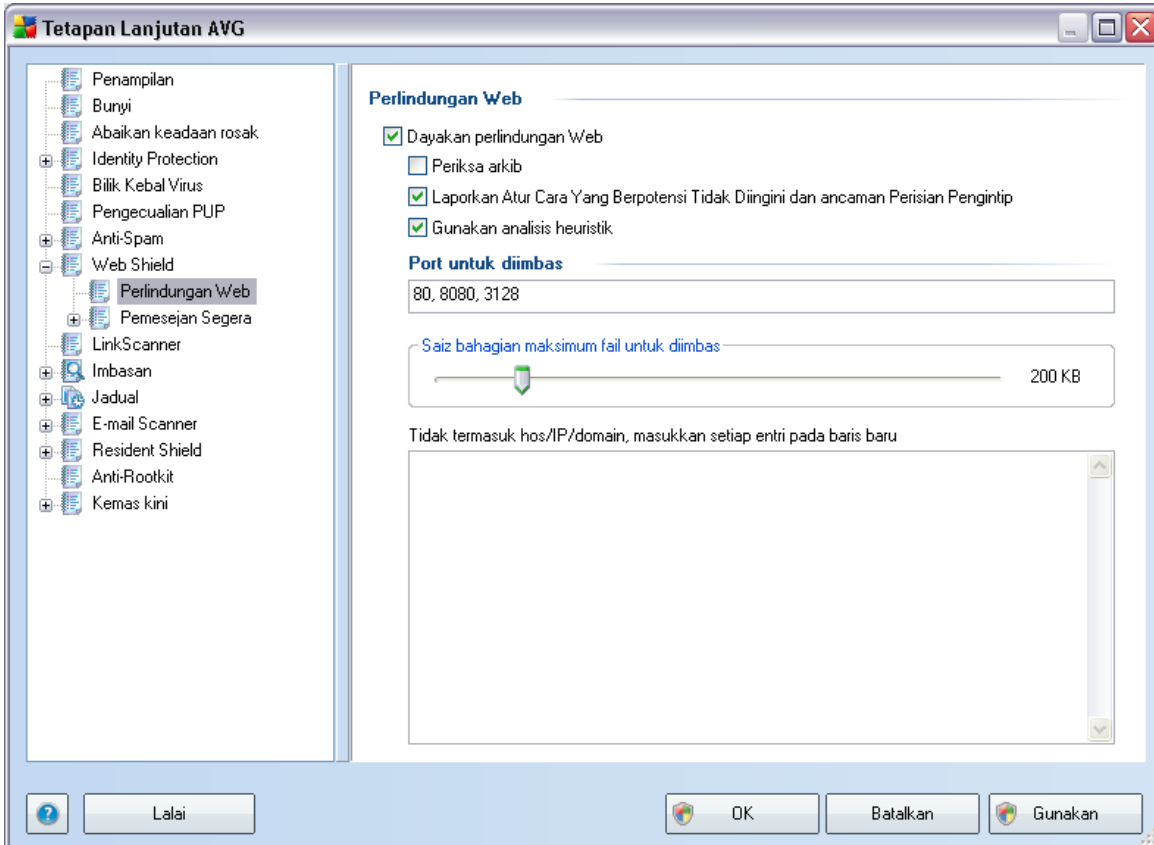 Tetapan Lanjutan AVG
Penampilan
Bunyi
Abaikan keadaan rosak
Identity Protection
Bilik Kebal Virus
Pengecualian PUP
Anti-Spam
Web Shield
Perlindungan Web
Pemesejan Segera
LinkScanner
Imbasan
Jadual
E-mail Scanner
Resident Shield
Anti-Rootkit
Kemas kini
Perlindungan Web
Dayakan perlindungan Web
Periksa arkib
Laporkan Atur Cara Yang Berpotensi Tidak Diingini dan ancaman Perisian Pengintip
Gunakan analisis heuristik
Port untuk diimbas
80, 8080, 3128
Saiz bahagian maksimum fail untuk diimbas
200 KB
Tidak termasuk hos/IP/domain, masukkan setiap entri pada baris baru
Lalai
OK
Batalkan
Gunakan